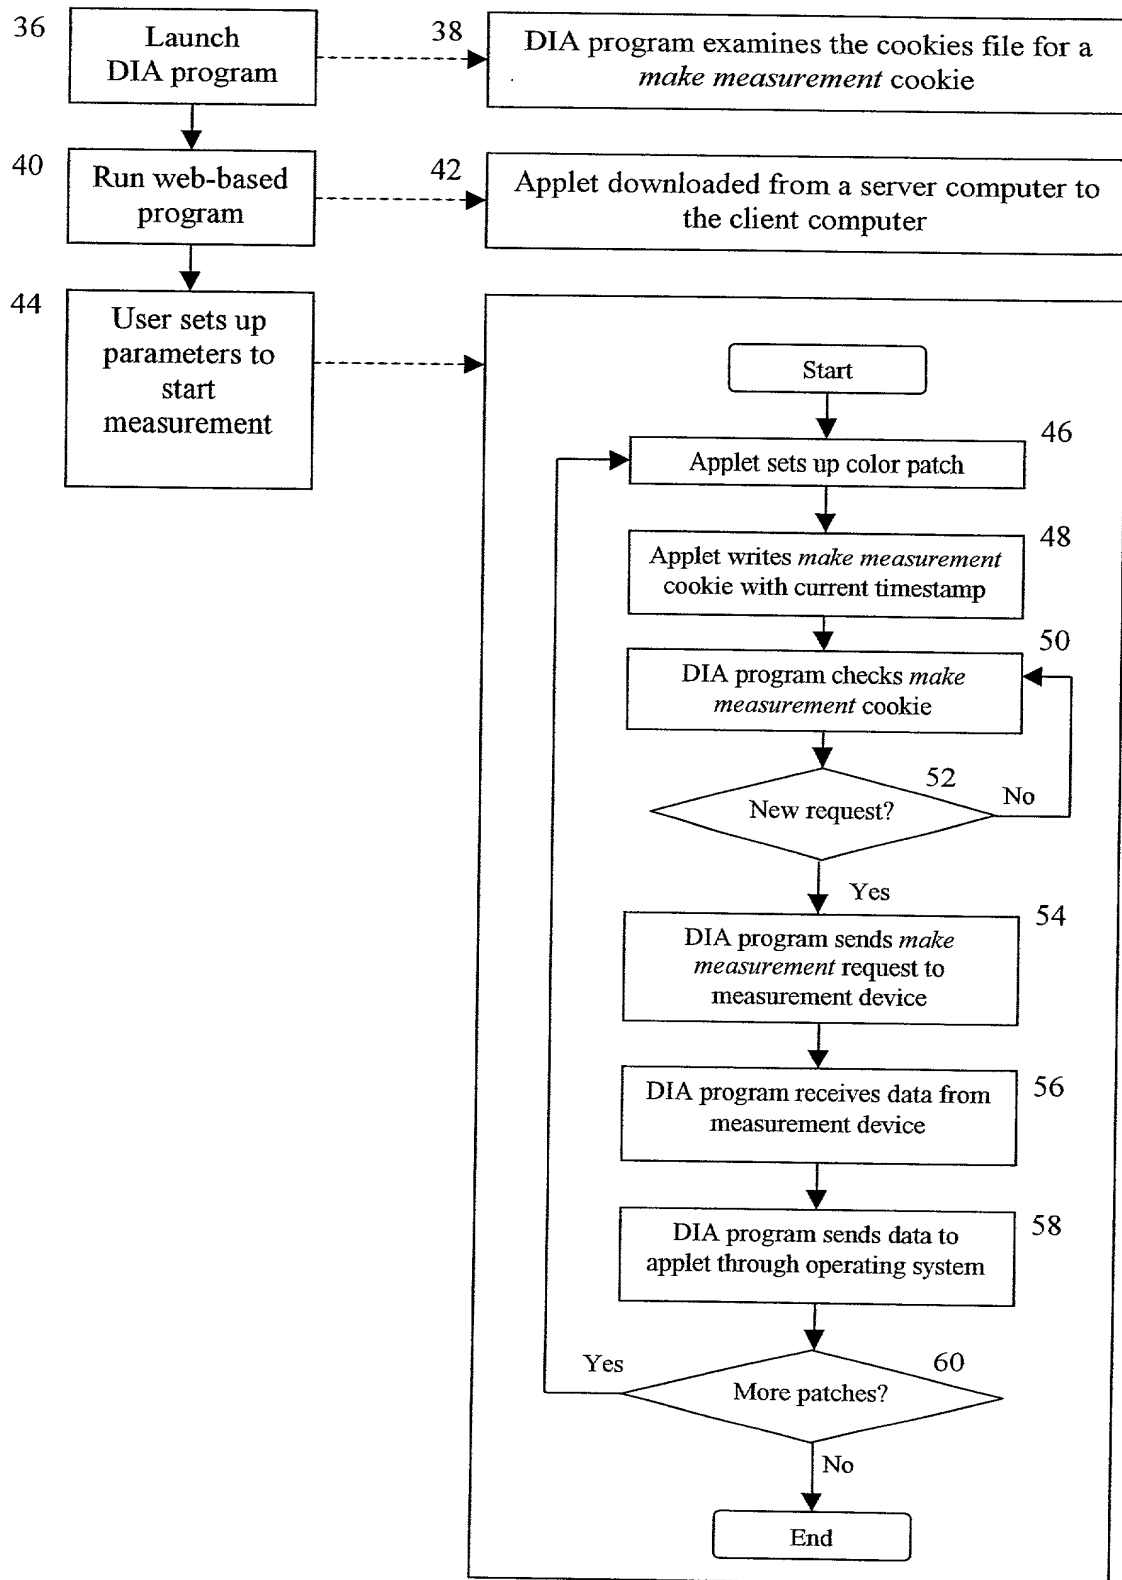 36
Launch
DIA program
38
DIA program examines the cookies file for a
make measurement cookie
40
Run web-based
program
42
Applet downloaded from a server computer to
the client computer
44
User sets up
parameters to
start
measurement
Start
46
Applet sets up color patch
48
Applet writes make measurement
cookie with current timestamp
50
DIA program checks make
measurement cookie
52
New request?
No
Yes
54
DIA program sends make
measurement request to
measurement device
56
DIA program receives data from
measurement device
58
DIA program sends data to
applet through operating system
60
More patches?
Yes
No
End